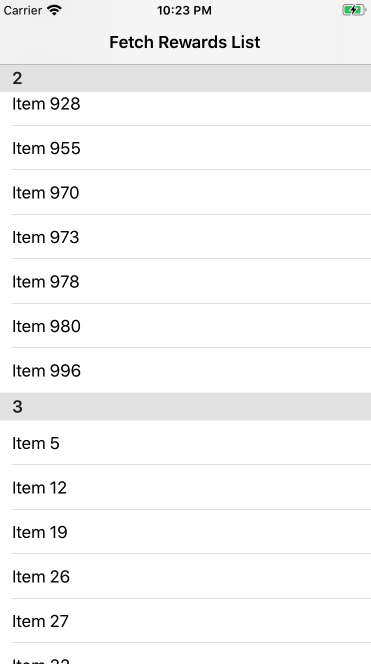 Carrier 10:23 PM
Fetch Rewards List
2
Item 928
Item 955
Item 970
Item 973
Item 978
Item 980
Item 996
3
Item 5
Item 12
Item 19
Item 26
Item 27